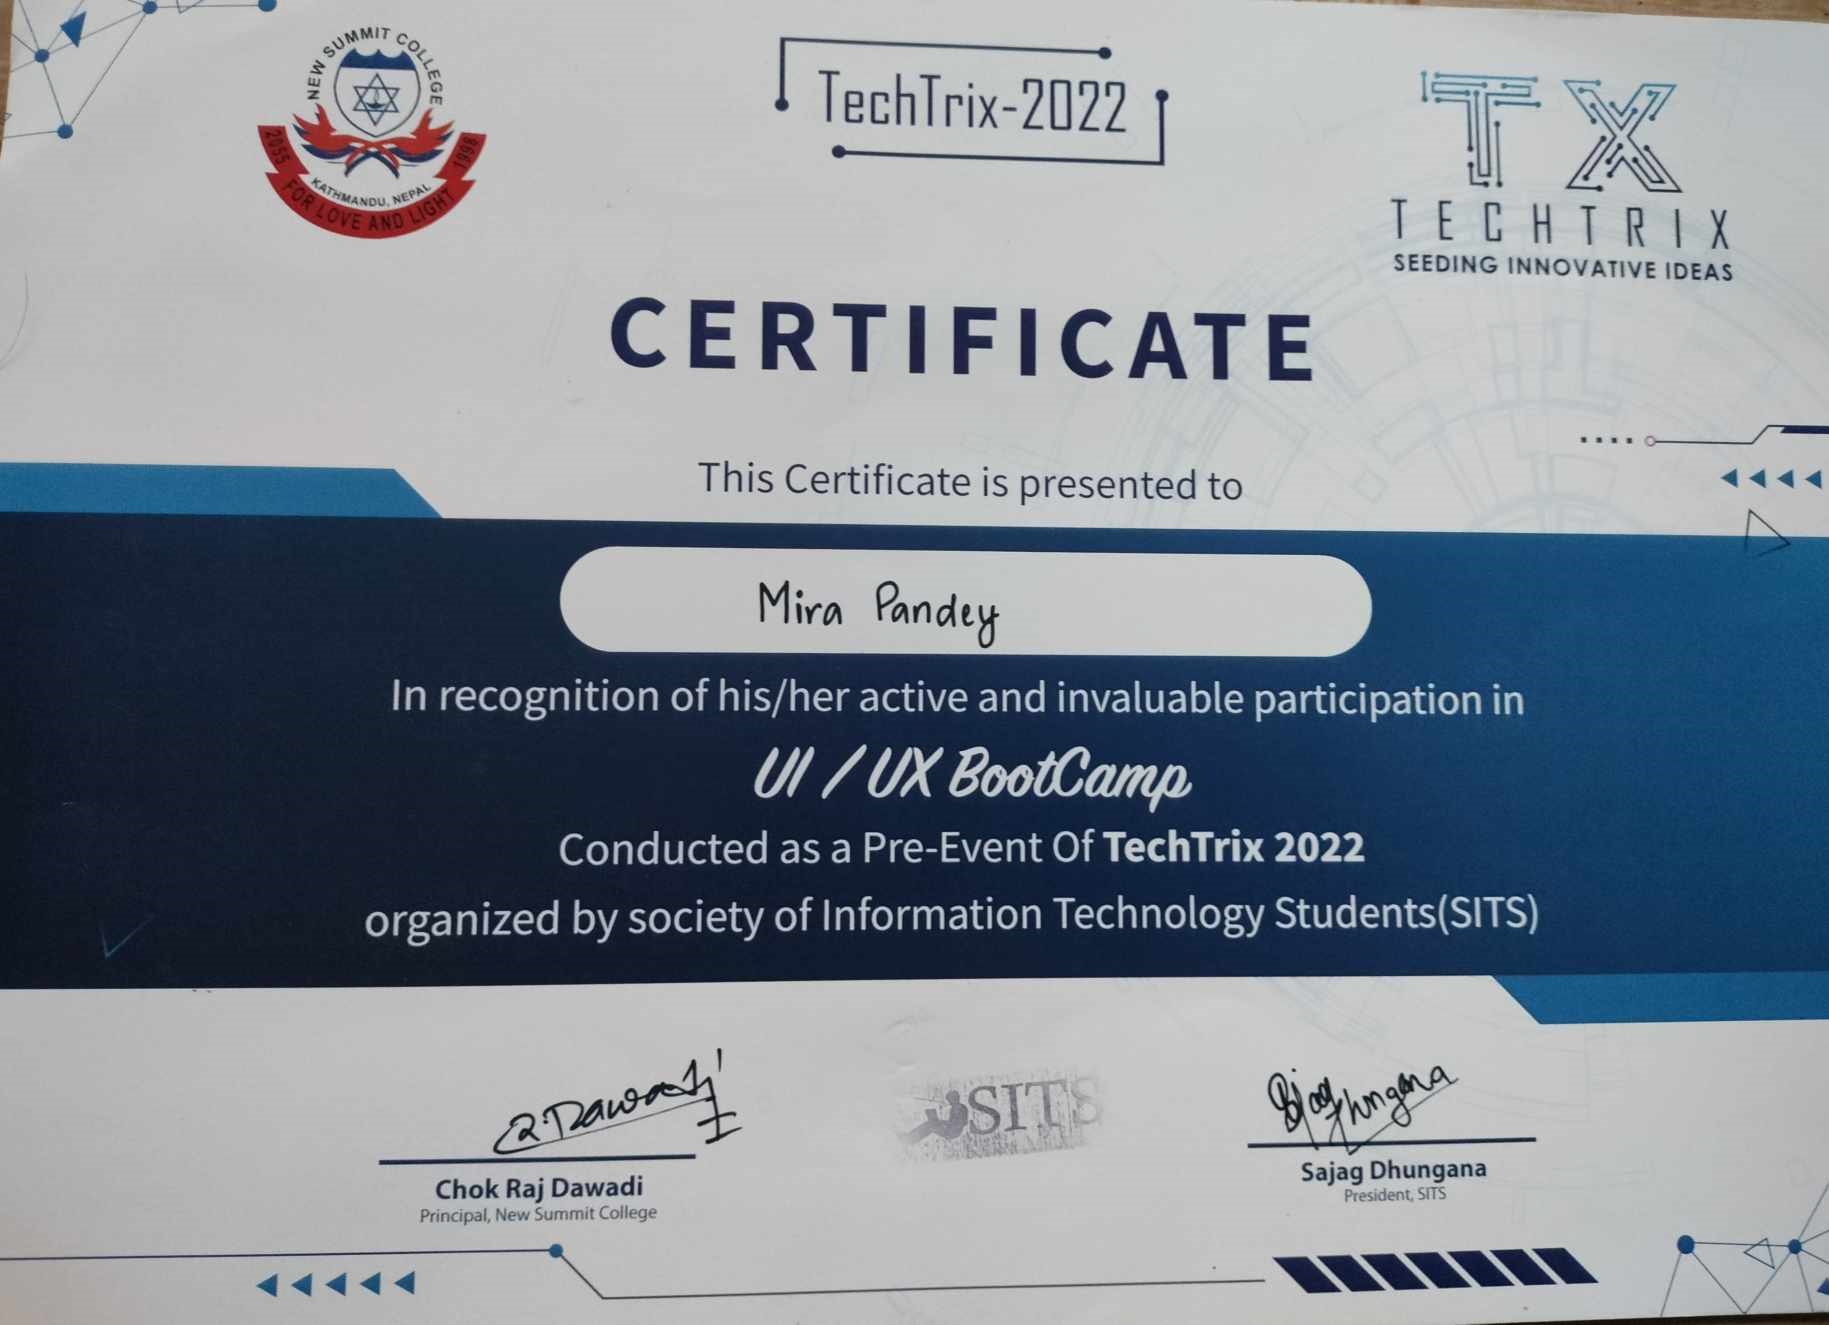 NEW SUMMIT COLLEGE
2055 1998
KATHMANDU, NEPAL
FOR LOVE AND LIGHT
TechTrix-2022
TX
TECHTRIX
SEEDING INNOVATIVE IDEAS
CERTIFICATE
This Certificate is presented to
Mira Pandey
In recognition of his/her active and invaluable participation in
UI / UX BootCamp
Conducted as a Pre-Event Of TechTrix 2022
organized by society of Information Technology Students(SITS)
SITS
Chok Raj Dawadi
Principal, New Summit College
Sajag Dhungana
President, SITS